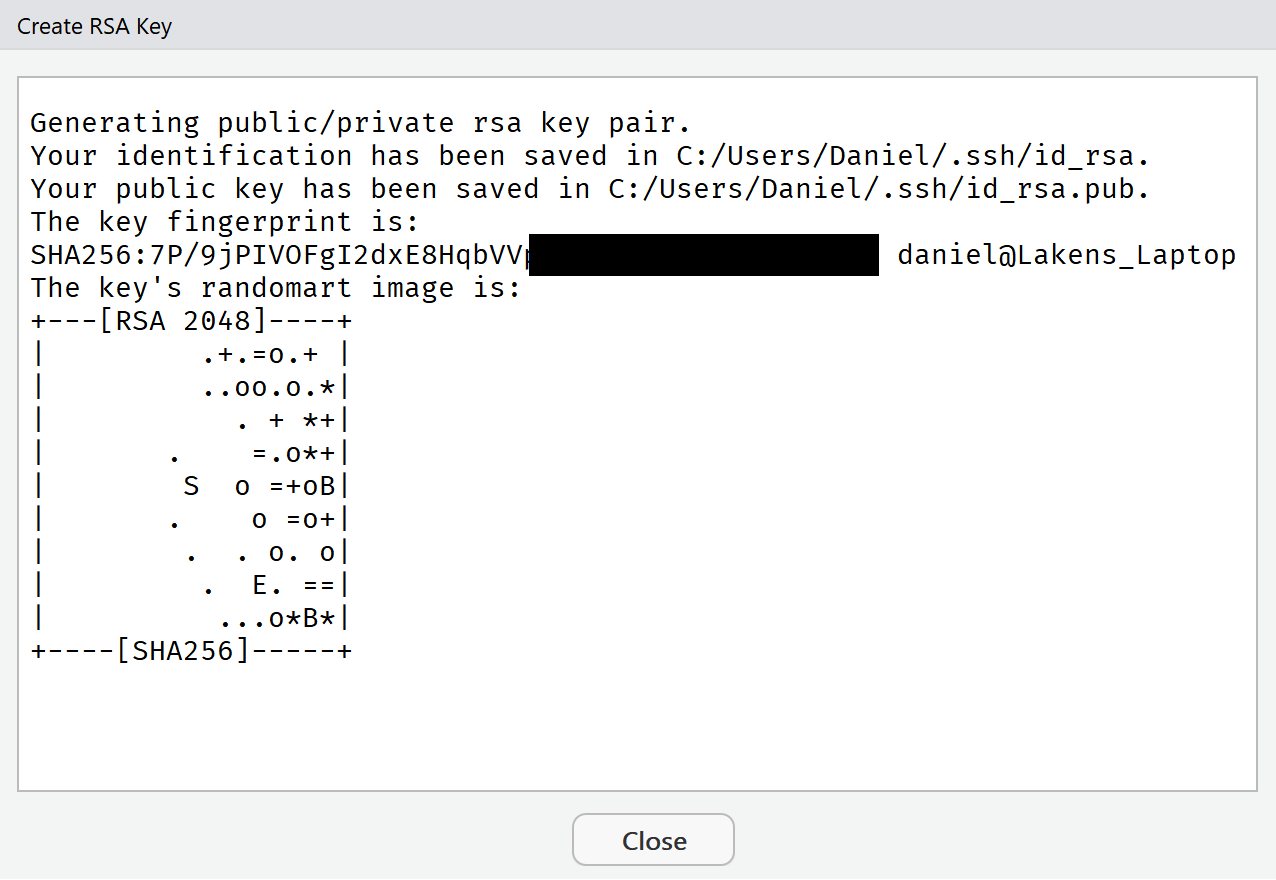 Create RSA Key
Generating public/private rsa key pair.
Your identification has been saved in C:/Users/Daniel/.ssh/id_rsa.
Your public key has been saved in C:/Users/Daniel/.ssh/id_rsa.pub.
The key fingerprint is:
SHA256:7P/9jPIVOFgI2dxE8HqbVVp daniel@Lakens_Laptop
The key's randomart image is:
+---[RSA 2048]----+
|         .+.=o.+ |
|         ..oo.o.*|
|           . + *+|
|       .    =.o*+|
|        S  o =+oB|
|       .    o =o+|
|        .  . o. o|
|         .  E. ==|
|          ...o*B*|
+----[SHA256]-----+
Close